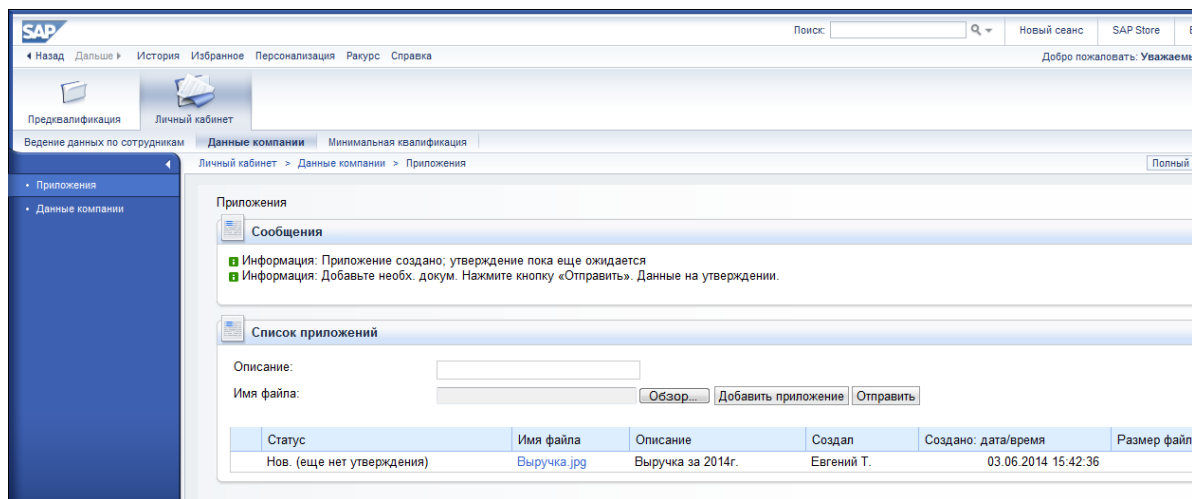 SAP
Поиск: Новый сеанс SAP Store
Назад Дальше История Избранное Персонализация Ракурс Справка Добро пожаловать:
Предквалификация Личный кабинет
Ведение данных по сотрудникам Данные компании Минимальная квалификация
Личный кабинет > Данные компании > Приложения Полный
• Приложения
• Данные компании
Приложения
Сообщения
Информация: Приложение создано; утверждение пока еще ожидается
Информация: Добавьте необх. докум. Нажмите кнопку «Отправить». Данные на утверждении.
Список приложений
Описание:
Имя файла: Обзор... Добавить приложение Отправить
Статус Имя файла Описание Создал Создано: дата/время Размер
Нов. (еще нет утверждения) Выручка.jpg Выручка за 2014г. Евгений Т. 03.06.2014 15:42:36